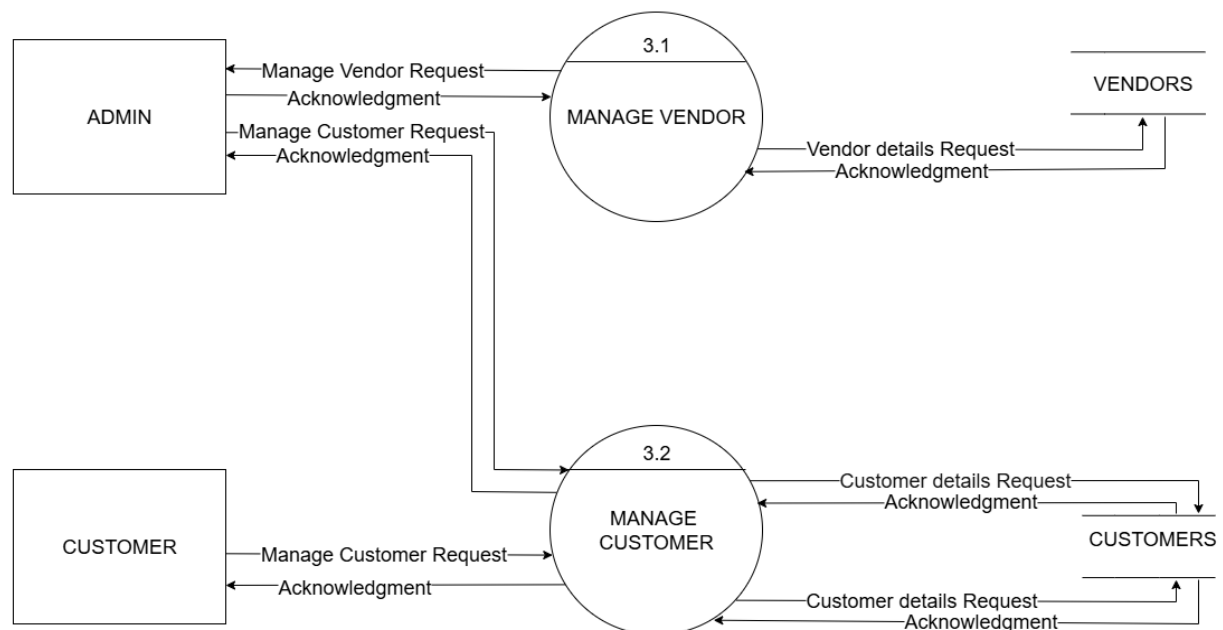 3.1
Manage Vendor Request
VENDORS
Acknowledgment
ADMIN
MANAGE VENDOR
Manage Customer Request
Acknowledgment
Vendor details Request
Acknowledgment
3.2
Customer details Request
Acknowledgment
MANAGE
CUSTOMER
CUSTOMERS
CUSTOMER
Manage Customer Request
Acknowledgment
Customer details Request
Acknowledgment